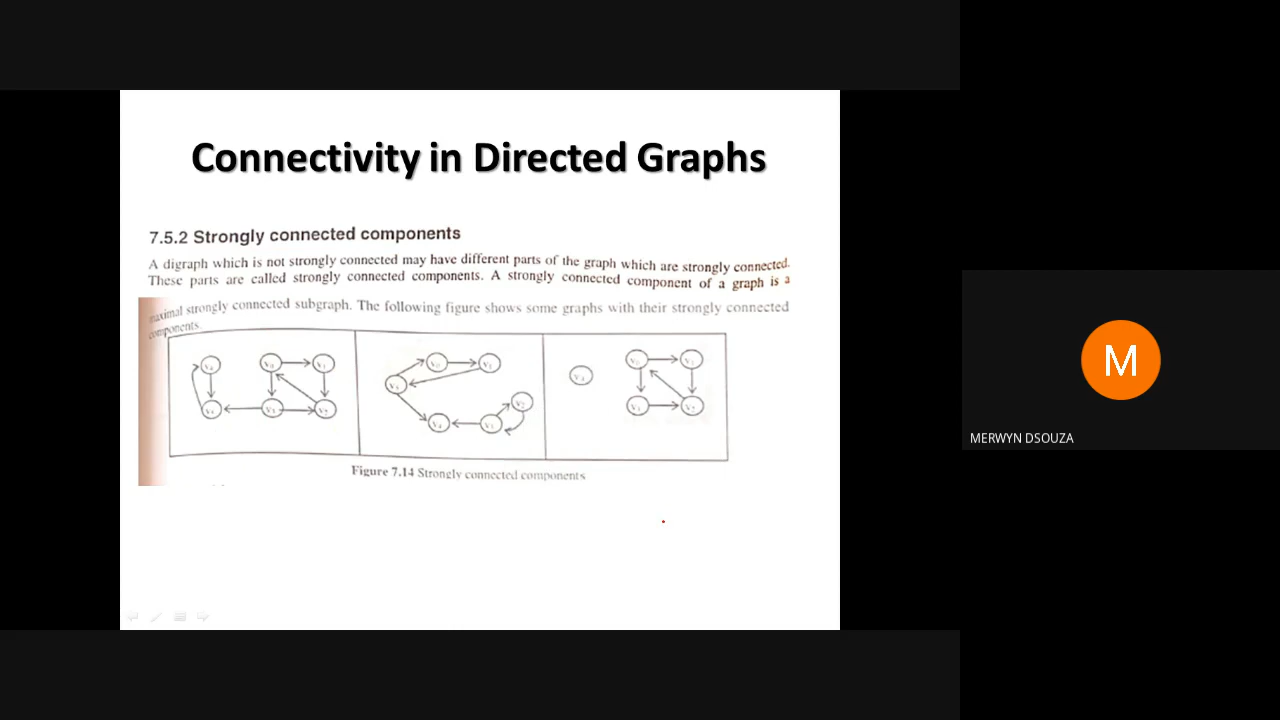 Connectivity in Directed Graphs
7.5.2 Strongly connected components
A digraph which is not strongly connected may have different parts of the graph which are strongly connected.
These parts are called strongly connected components. A strongly connected component of a graph is a
maximal strongly connected subgraph. The following figure shows some graphs with their strongly connected
components.
Figure 7.14 Strongly connected components
M
MERWYN DSOUZA